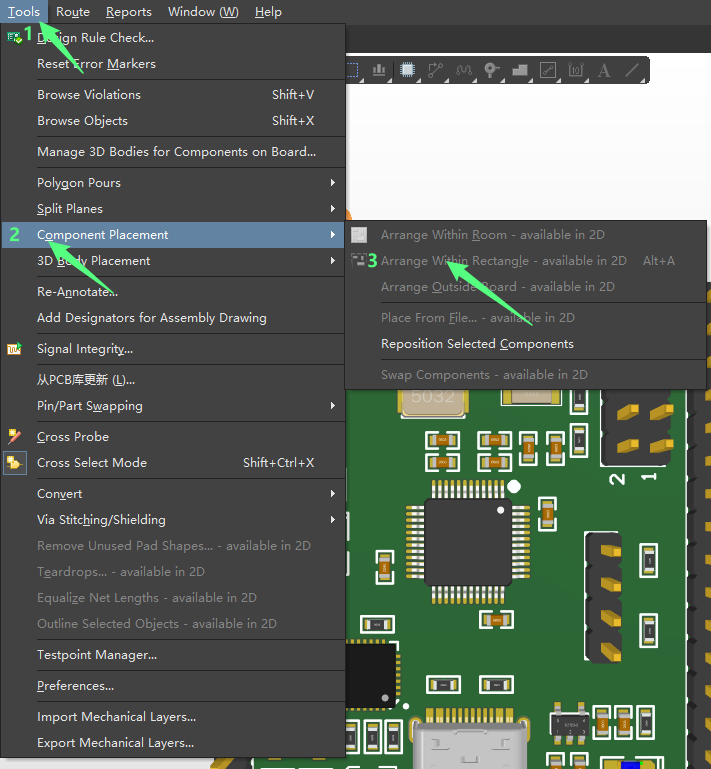 Tools Route Reports Window (W) Help
1 Design Rule Check...
Reset Error Markers
Browse Violations Shift+V
Browse Objects Shift+X
Manage 3D Bodies for Components on Board...
Polygon Pours
Split Planes
2 Component Placement
3D Body Placement
Re-Annotate...
Add Designators for Assembly Drawing
Signal Integrity...
从PCB库更新 (L)...
Pin/Part Swapping
Cross Probe
Cross Select Mode Shift+Ctrl+X
Convert
Via Stitching/Shielding
Remove Unused Pad Shapes... - available in 2D
Teardrops... - available in 2D
Equalize Net Lengths - available in 2D
Outline Selected Objects - available in 2D
Testpoint Manager...
Preferences...
Import Mechanical Layers...
Export Mechanical Layers...
A
Arrange Within Room - available in 2D
3 Arrange Within Rectangle - available in 2D Alt+A
Arrange Outside Board - available in 2D
Place From File... - available in 2D
Reposition Selected Components
Swap Components - available in 2D
5032
2 1